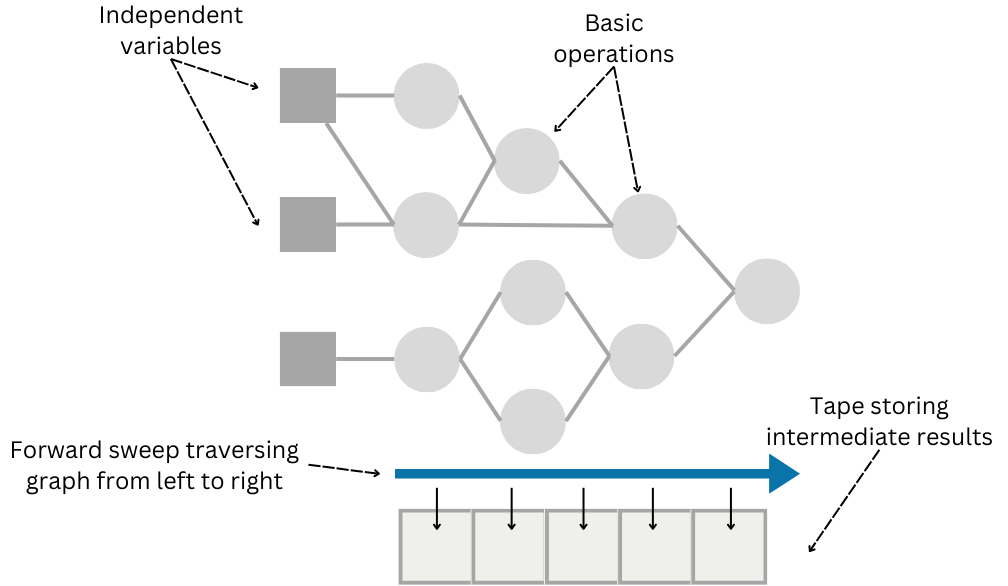 Independent
variables
Basic
operations
Tape storing
intermediate results
Forward sweep traversing
graph from left to right